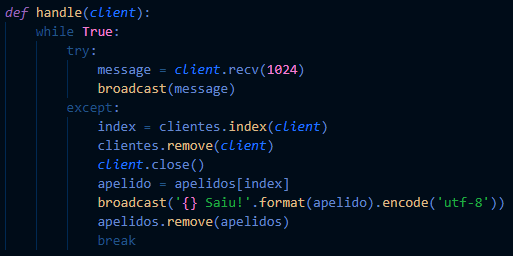 def handle(client):
    while True:
        try:
            message = client.recv(1024)
            broadcast(message)
        except:
            index = clientes.index(client)
            clientes.remove(client)
            client.close()
            apelido = apelidos[index]
            broadcast('{} Saiu!'.format(apelido).encode('utf-8'))
            apelidos.remove(apelidos)
            break